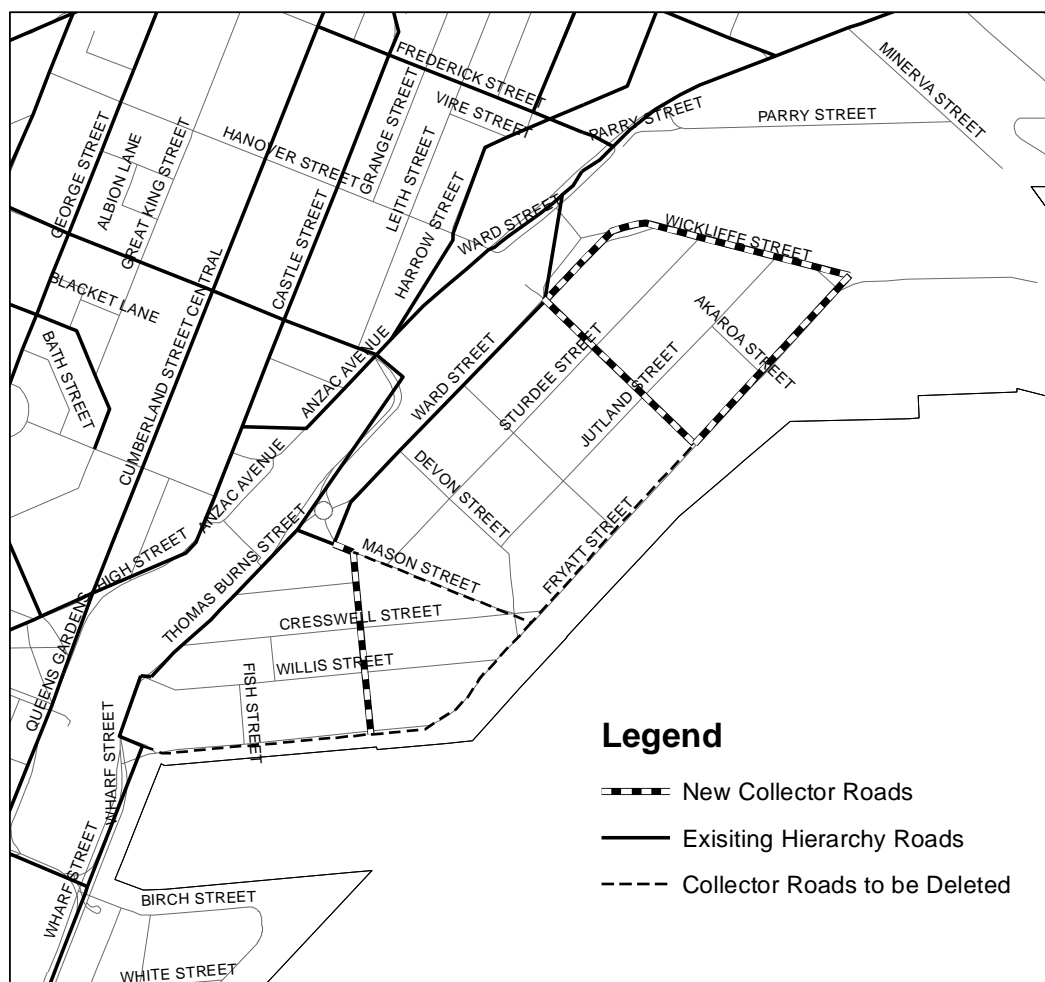 FREDERICK STREET
MINERVA STREET
GRANGE STREET
VIRE STREET
PARRY STREET
PARRY STREET
HANOVER STREET
GEORGE STREET
ALBION LANE
GREAT KING STREET
LEITH STREET
HARROW STREET
WARD STREET
WICKLIFFE STREET
CASTLE STREET
BLACKET LANE
CUMBERLAND STREET CENTRAL
BATH STREET
ANZAC AVENUE
WARD STREET
STURDEE STREET
AKAROA STREET
JUTLAND STREET
ANZAC AVENUE
DEVON STREET
HIGH STREET
THOMAS BURNS STREET
MASON STREET
FRYATT STREET
CRESSWELL STREET
QUEENS GARDENS
WILLIS STREET
FISH STREET
WHARF STREET
WHARF STREET
BIRCH STREET
WHITE STREET
Legend
New Collector Roads
Exisiting Hierarchy Roads
Collector Roads to be Deleted